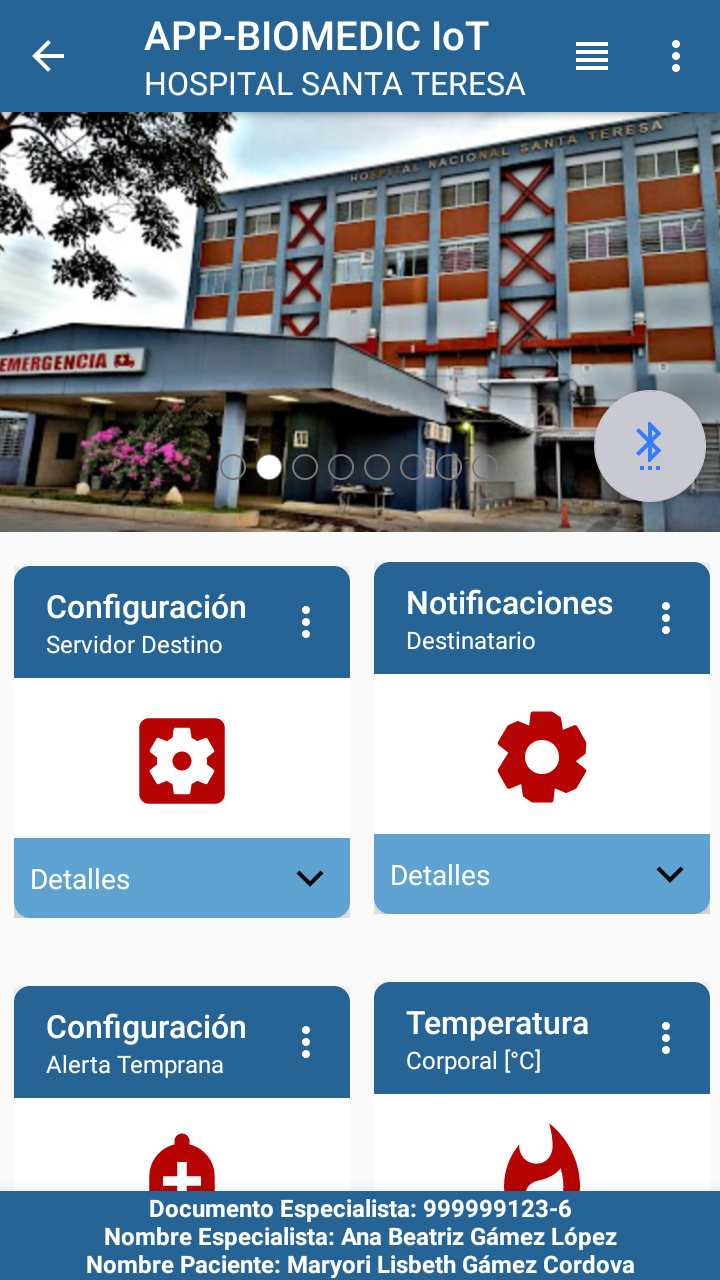 APP-BIOMEDIC IoT
HOSPITAL SANTA TERESA
HOSPITAL NACIONAL SANTA TERESA
EMERGENCIA
Configuración
Servidor Destino
Notificaciones
Destinatario
Detalles
Detalles
Configuración
Alerta Temprana
Temperatura
Corporal [°C]
Documento Especialista: 999999123-6
Nombre Especialista: Ana Beatriz Gámez López
Nombre Paciente: Maryori Lisbeth Gámez Cordova